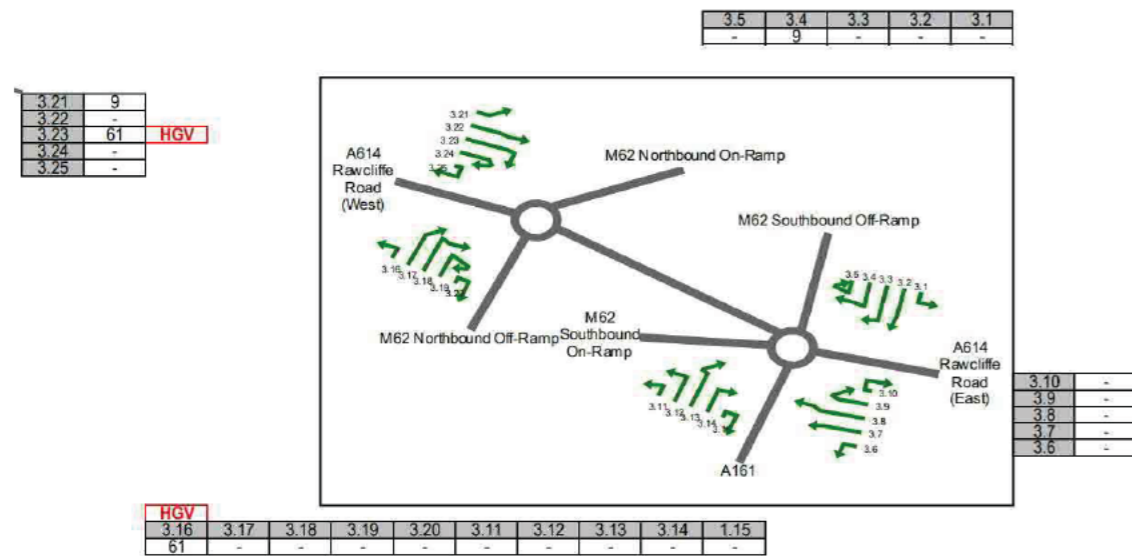 3.5 3.4 3.3 3.2 3.1
- 9 - - -
3.21 9
3.22 -
3.23 61 HGV
3.24 -
3.25 -
3.21
3.22
3.23
3.24
A614
Rawcliffe
Road
(West)
M62 Northbound On-Ramp
M62 Southbound Off-Ramp
3.16 3.17 3.18 3.19
3.5 3.4 3.3 3.2 3.1
M62 Northbound Off-Ramp
M62
Southbound
On-Ramp
A614
Rawcliffe
Road
(East)
3.11 3.12 3.13 3.14
3.10
3.9
3.8
3.7
3.6
A161
3.10 -
3.9 -
3.8 -
3.7 -
3.6 -
HGV
3.16 3.17 3.18 3.19 3.20 3.11 3.12 3.13 3.14 1.15
61 - - - - - - - - -